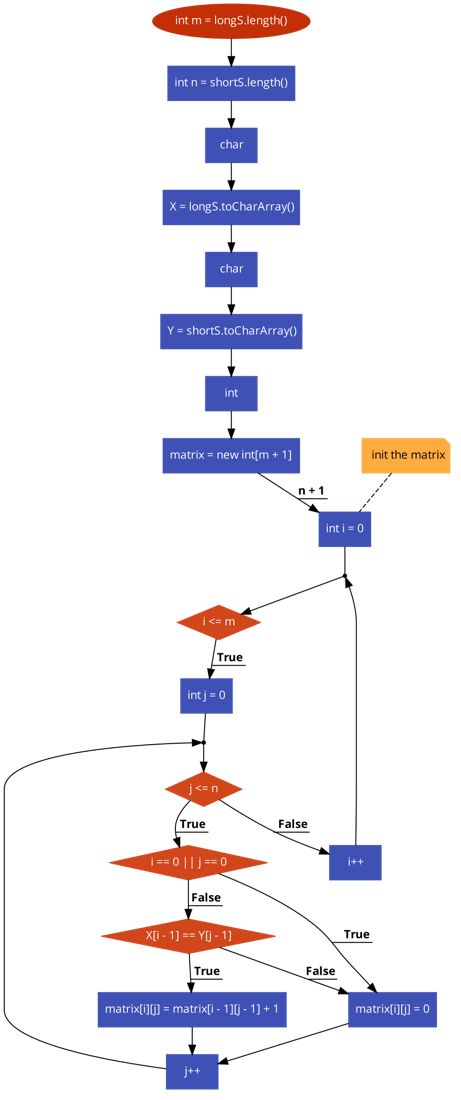 int m = longS.length()
int n = shortS.length()
char
X = longS.toCharArray()
char
Y = shortS.toCharArray()
int
matrix = new int[m + 1]
init the matrix
n + 1
int i = 0
i <= m
True
int j = 0
j <= n
True
False
i == 0 || j == 0
i++
False
X[i - 1] == Y[j - 1]
True
True
False
matrix[i][j] = matrix[i - 1][j - 1] + 1
matrix[i][j] = 0
j++